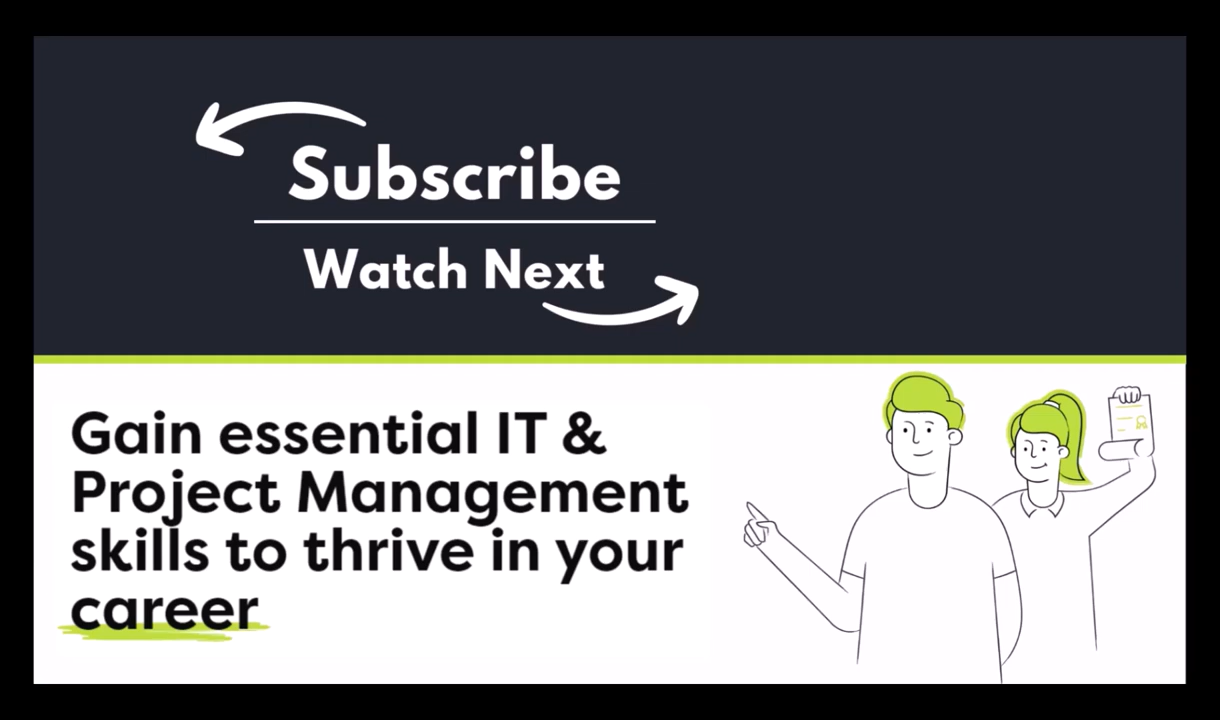 Subscribe
Watch Next
Gain essential IT &
Project Management
skills to thrive in your
career